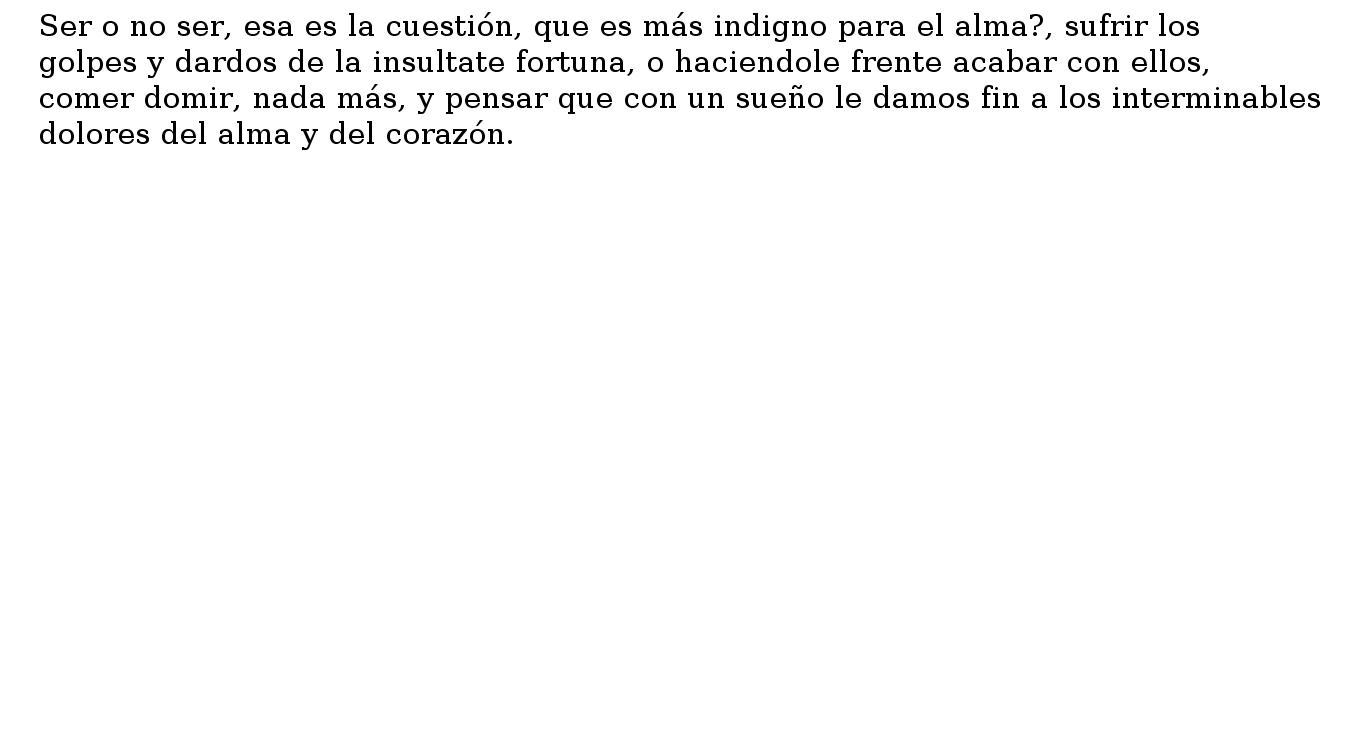 Ser o no ser, esa es la cuestión, que es más indigno para el alma?, sufrir los
golpes y dardos de la insultate fortuna, o haciendole frente acabar con ellos,
comer domir, nada más, y pensar que con un sueño le damos fin a los interminables
dolores del alma y del corazón.